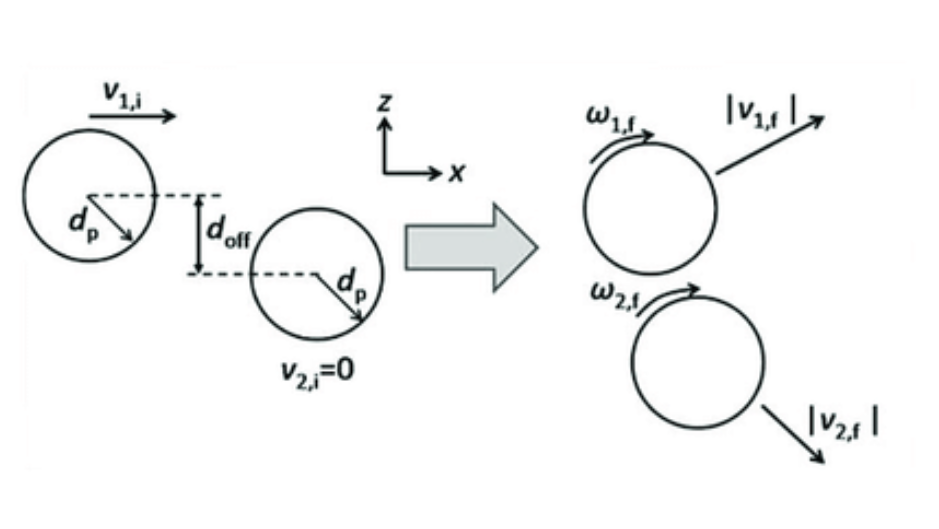 v1,i
dp
doff
dp
v2,i=0
z
x
ω1,f
|v1,f |
ω2,f
|v2,f |